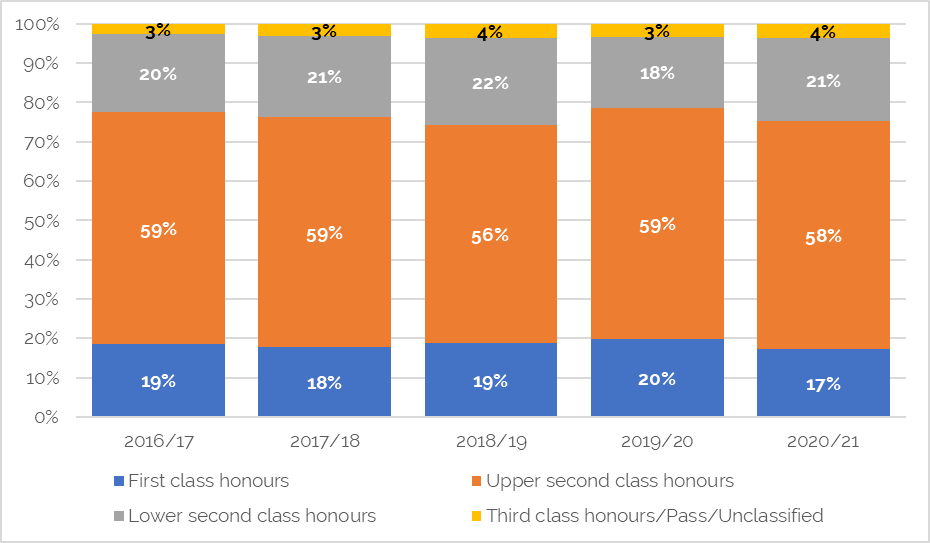 100%
3% 3% 4% 3% 4%
90%
20% 21% 22% 18% 21%
80%
70%
60%
50%
59% 59% 56% 59% 58%
40%
30%
20%
10%
19% 18% 19% 20% 17%
0%
2016/17 2017/18 2018/19 2019/20 2020/21
First class honours Upper second class honours
Lower second class honours Third class honours/Pass/Unclassified